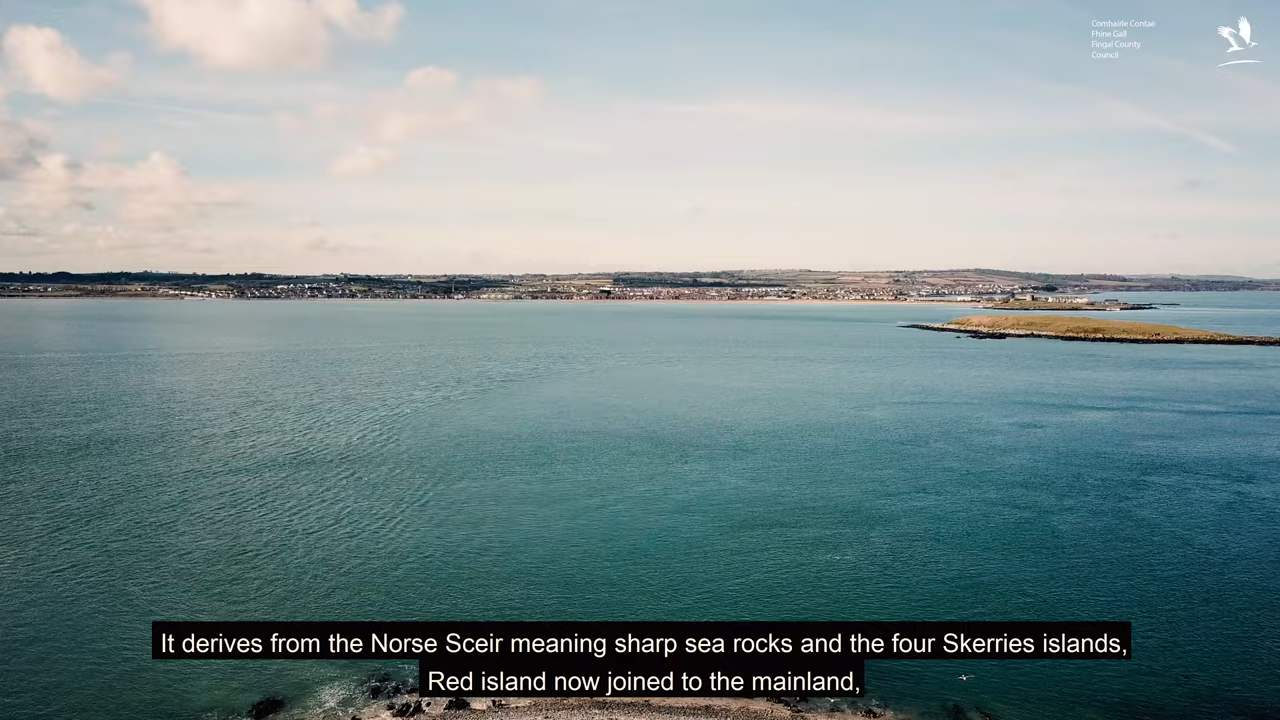 Comhairle Contae
Fhine Gall
Fingal County
Council
It derives from the Norse Sceir meaning sharp sea rocks and the four Skerries islands,
Red island now joined to the mainland,